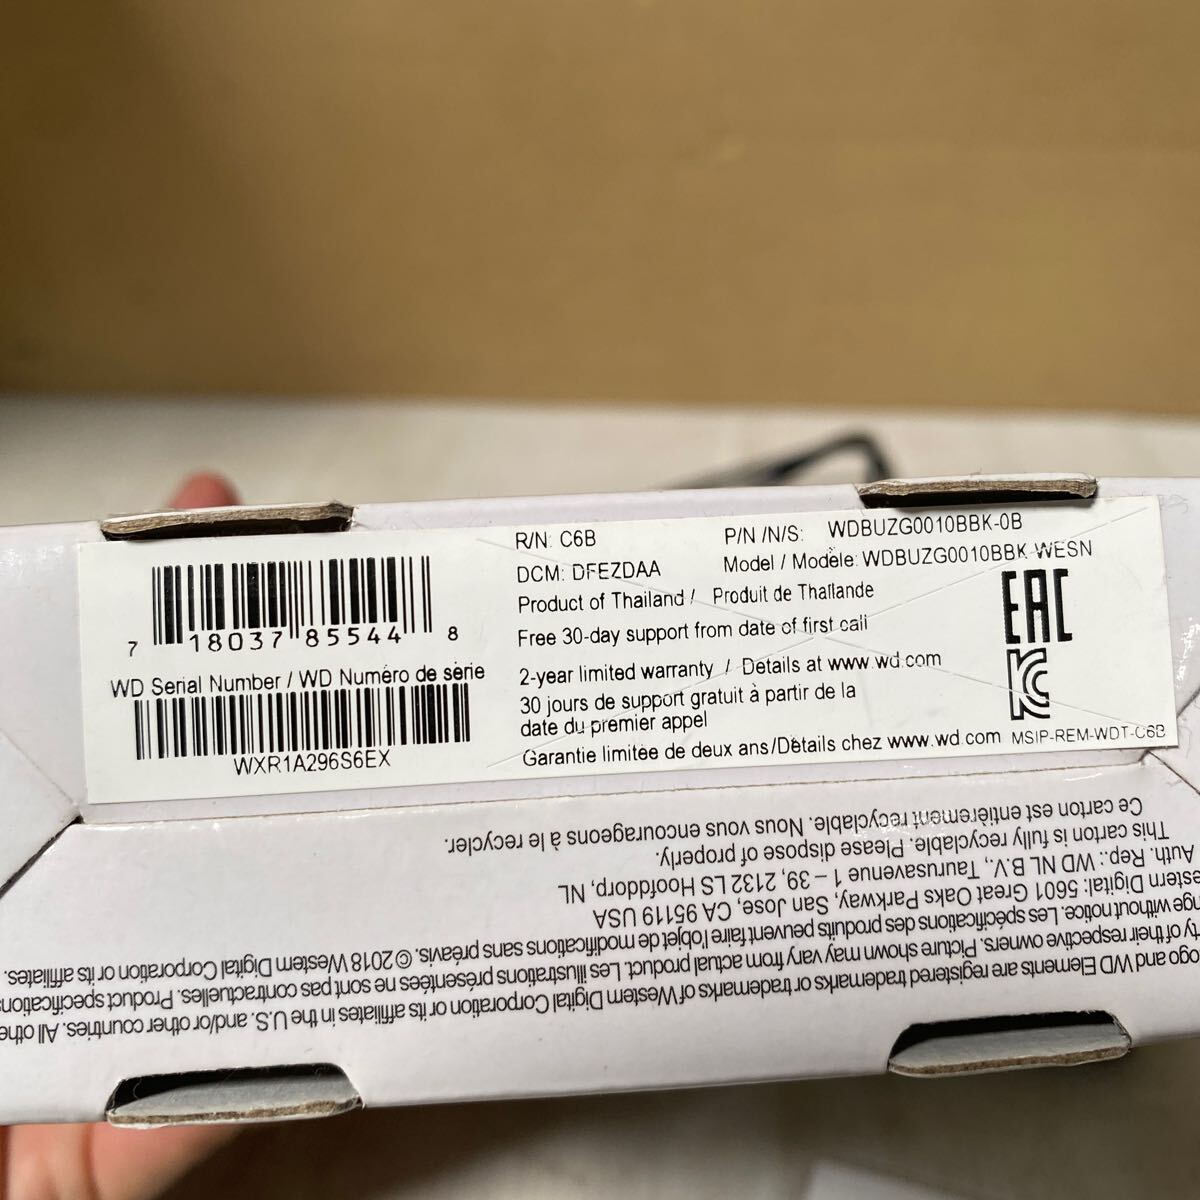 R/N: C6B
P/N /N/S: WDBUZG0010BBK-0B
DCM: DFEZDAA
Model / Modèle: WDBUZG0010BBK-WESN
Product of Thailand / Produit de Thaïlande
Free 30-day support from date of first call
2-year limited warranty / Details at www.wd.com
30 jours de support gratuit à partir de la
date du premier appel
Garantie limitée de deux ans/Détails chez www.wd.com
EAC
KC
MSIP-REM-WDT-C6B
7 18037 85544 8
WD Serial Number / WD Numéro de série
WXR1A296S6EX
ogo and WD Elements are registered trademarks or trademarks of Western Digital Corporation or its affiliates in the U.S. and/or other countries. All othe
ty of their respective owners. Picture shown may vary from actual product. Les illustrations présentées ne sont pas contractuelles. Product specifications
nge without notice. Les spécifications des produits peuvent faire l'objet de modifications sans préavis. © 2018 Western Digital Corporation or its affiliates.
estern Digital: 5601 Great Oaks Parkway, San Jose, CA 95119 USA
Auth. Rep.: WD NL B.V., Taurusavenue 1 – 39, 2132 LS Hoofddorp, NL
This carton is fully recyclable. Please dispose of properly.
Ce carton est entièrement recyclable. Nous vous encourageons à le recycler.